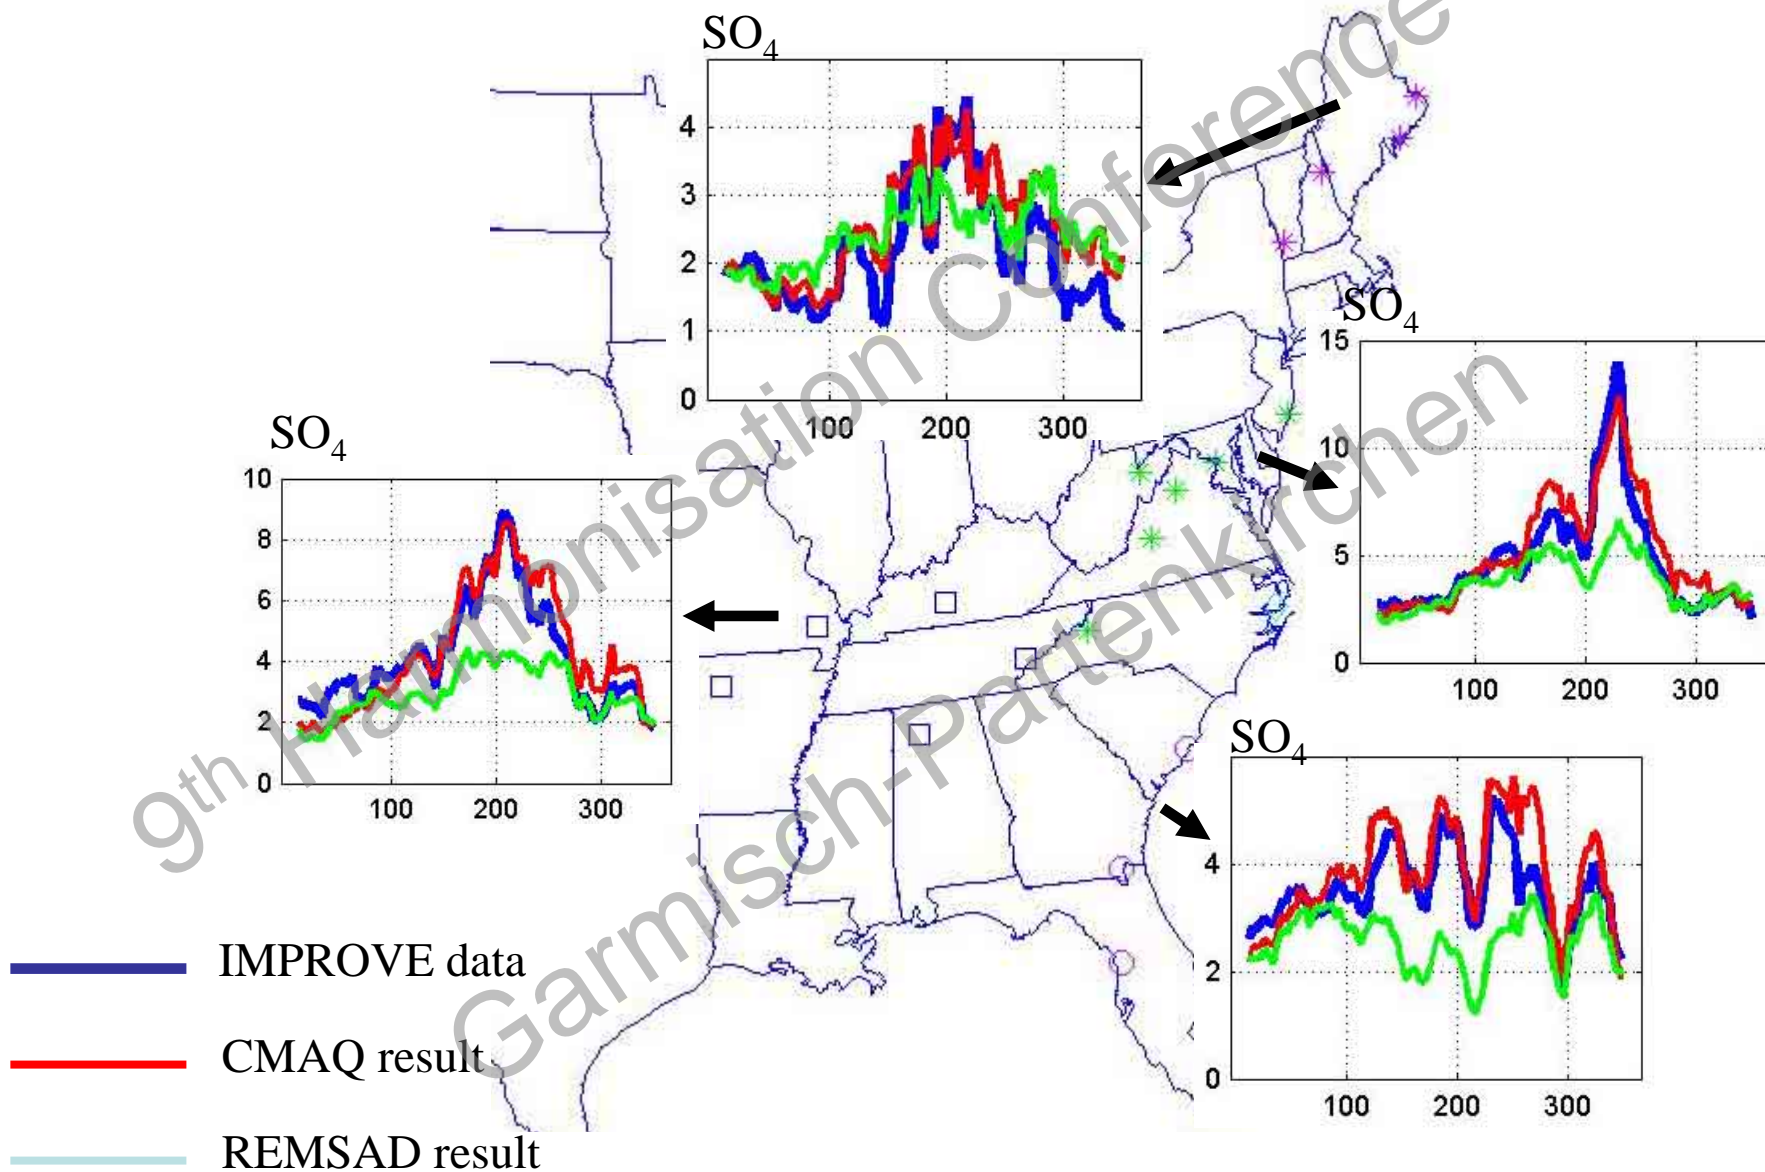 SO4
4
3
2
1
0
100 200 300
SO4
15
10
5
0
100 200 300
SO4
10
8
6
4
2
0
100 200 300
SO4
4
2
0
100 200 300
IMPROVE data
CMAQ result
REMSAD result
9th Harmonisation Conference
Garmisch-Partenkirchen